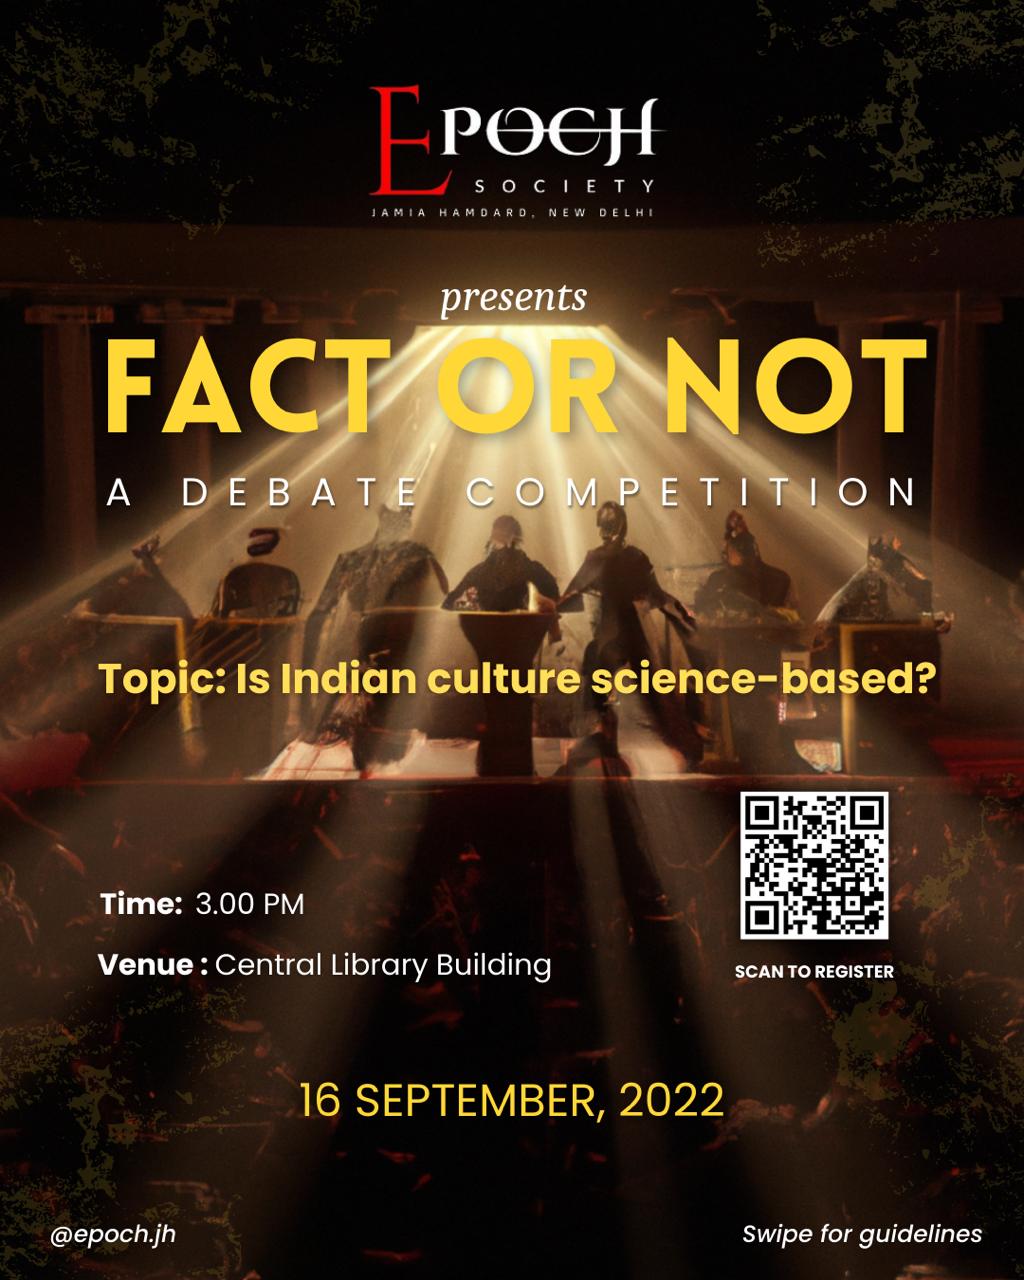 EPOCH
SOCIETY
JAMIA HAMDARD, NEW DELHI
presents
FACT OR NOT
A DEBATE COMPETITION
Topic: Is Indian culture science-based?
Time: 3.00 PM
Venue : Central Library Building
SCAN TO REGISTER
16 SEPTEMBER, 2022
@epoch.jh
Swipe for guidelines